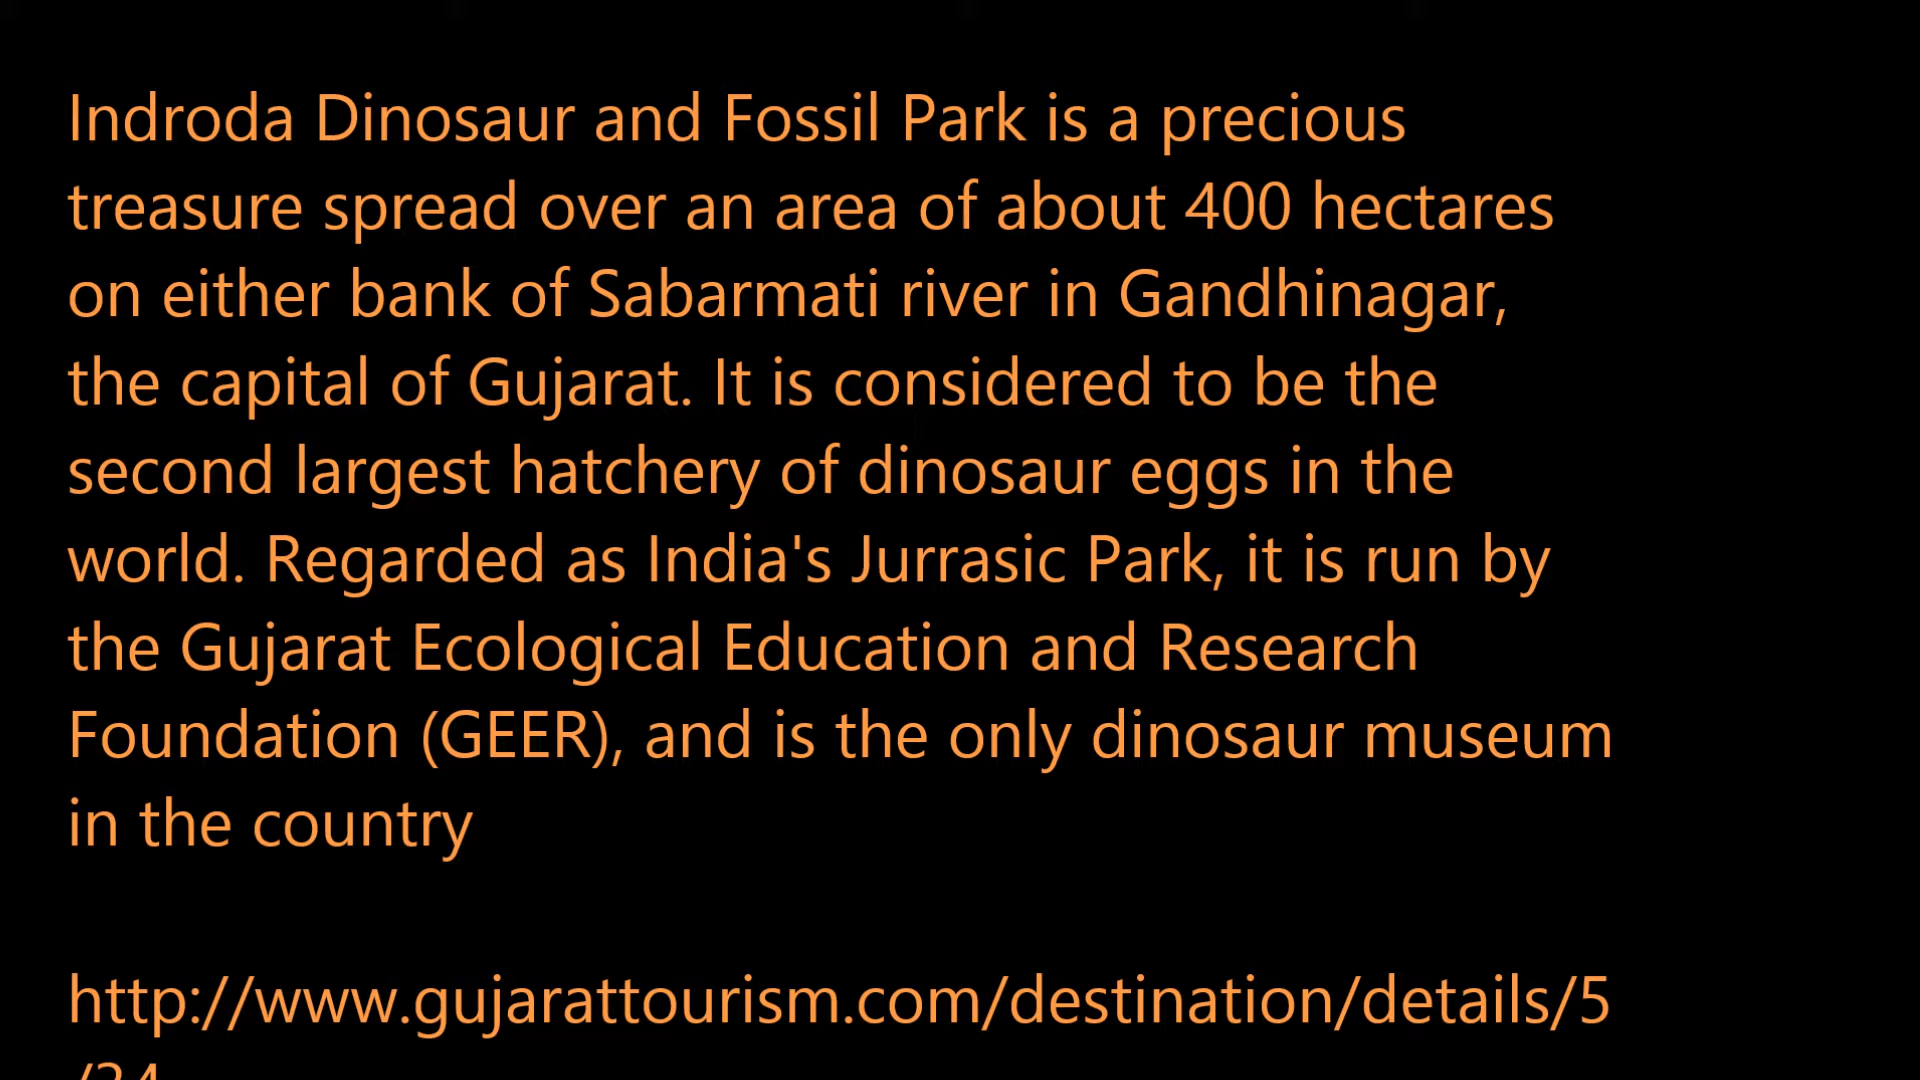 Indroda Dinosaur and Fossil Park is a precious
treasure spread over an area of about 400 hectares
on either bank of Sabarmati river in Gandhinagar,
the capital of Gujarat. It is considered to be the
second largest hatchery of dinosaur eggs in the
world. Regarded as India's Jurrasic Park, it is run by
the Gujarat Ecological Education and Research
Foundation (GEER), and is the only dinosaur museum
in the country
http://www.gujarattourism.com/destination/details/5